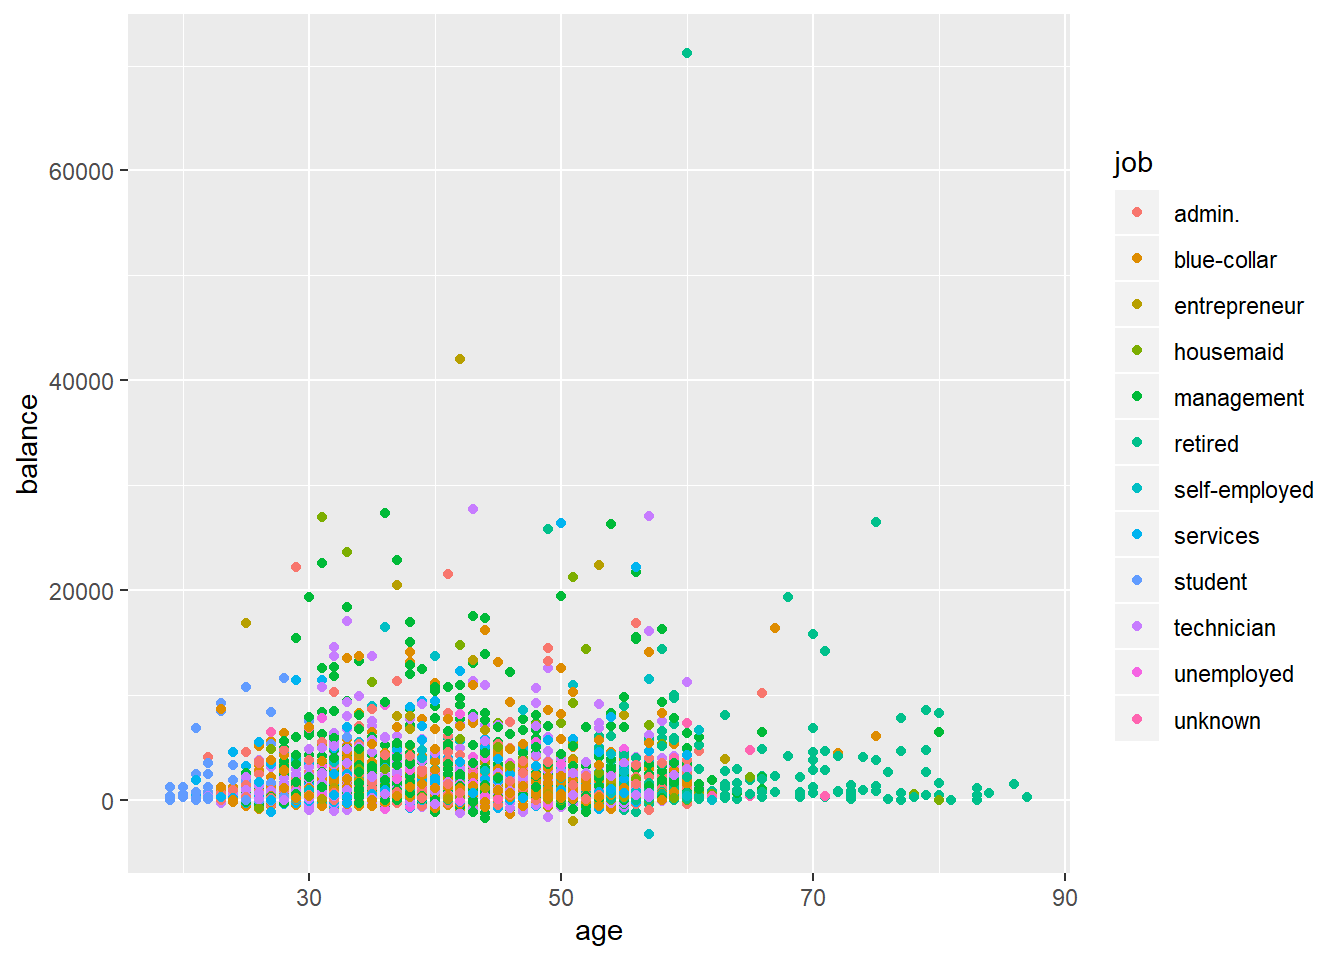 60000
40000
20000
0
balance
30
50
70
90
age
job
admin.
blue-collar
entrepreneur
housemaid
management
retired
self-employed
services
student
technician
unemployed
unknown